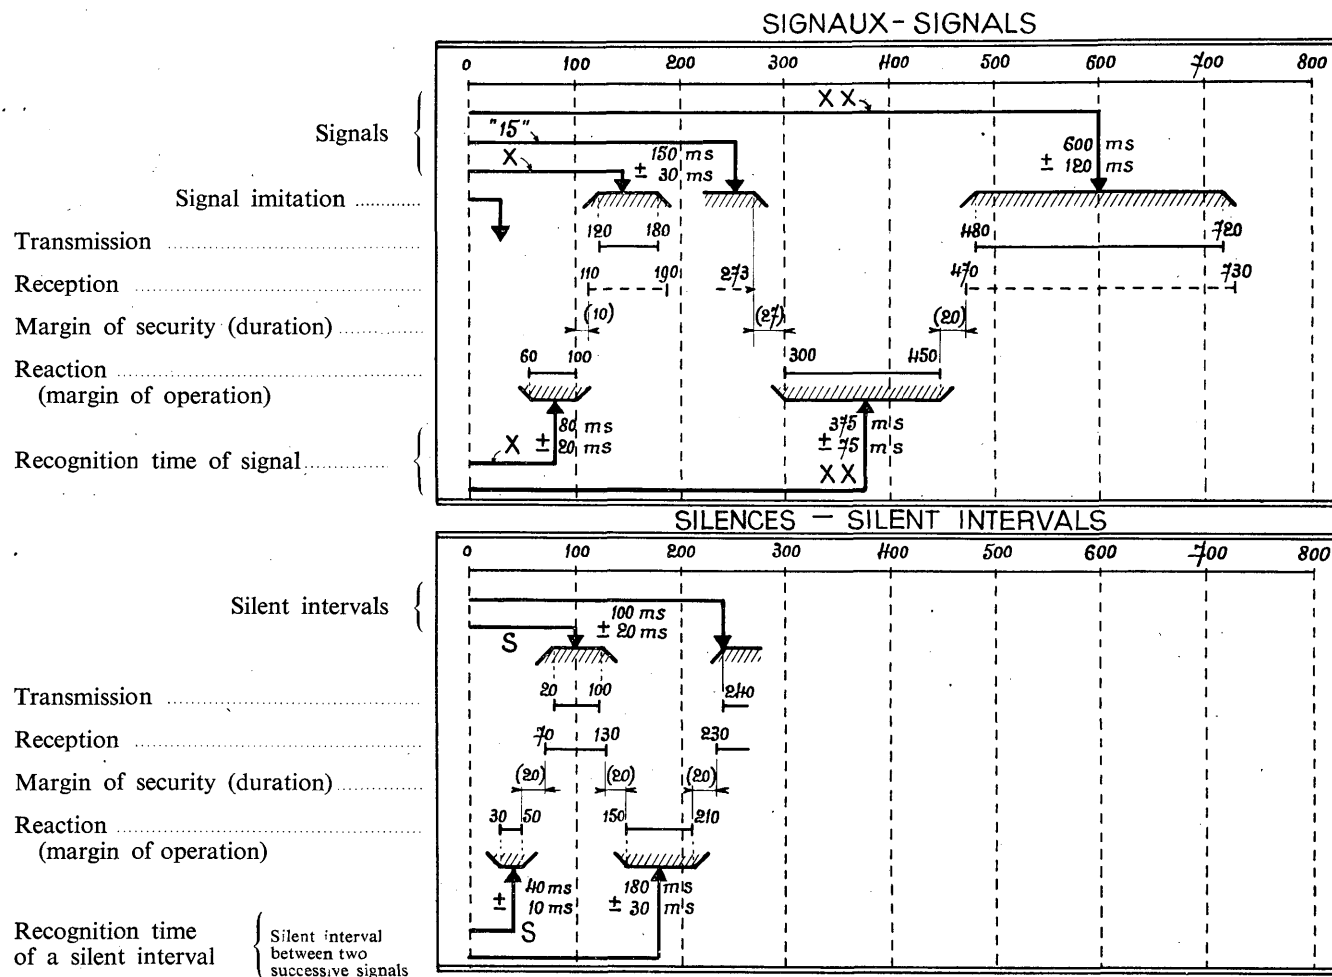 SIGNAUX - SIGNALS
0 100 200 300 400 500 600 700 800
XX
Signals
"15"
X
150 ms
± 30 ms
600 ms
± 120 ms
Signal imitation
Transmission
120 180
480 720
Reception
110 190
273
470 730
Margin of security (duration)
(10)
(27)
(20)
Reaction
(margin of operation)
60 100
300 450
80 ms
± 20 ms
X
375 ms
± 75 ms
XX
Recognition time of signal
SILENCES - SILENT INTERVALS
0 100 200 300 400 500 600 700 800
Silent intervals
100 ms
± 20 ms
S
Transmission
20 100
240
Reception
70 130
230
Margin of security (duration)
(20) (20) (20)
Reaction
(margin of operation)
30 50
150 210
40 ms
± 10 ms
S
180 ms
± 30 ms
Recognition time
of a silent interval
Silent interval
between two
successive signals